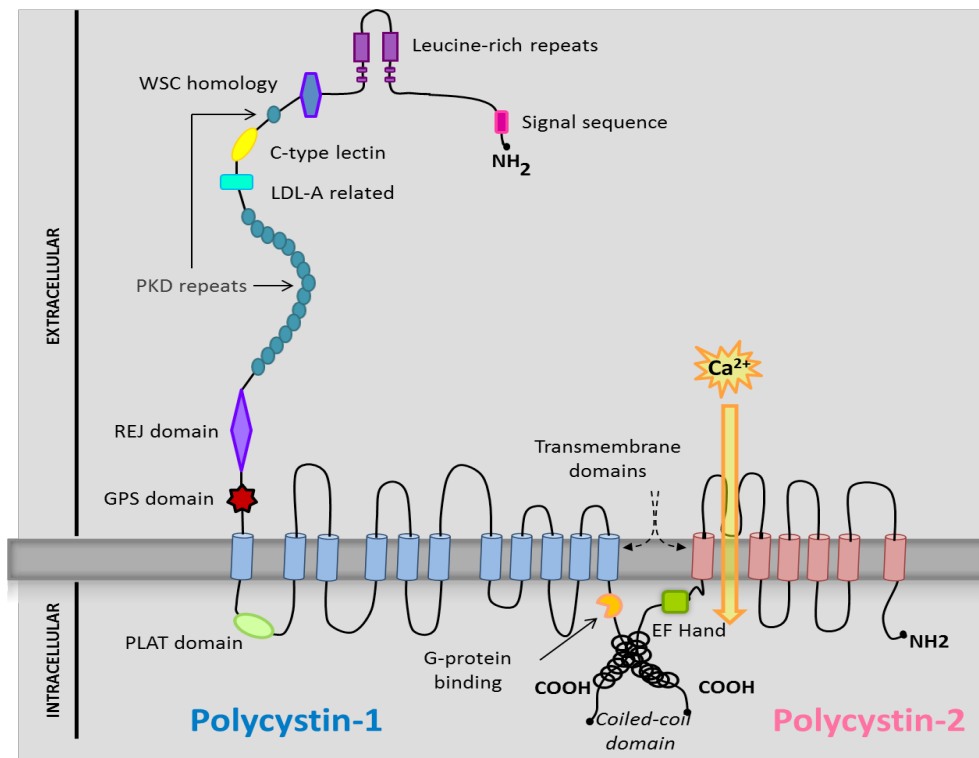 Leucine-rich repeats
WSC homology
Signal sequence
C-type lectin
NH2
LDL-A related
EXTRACELLULAR
PKD repeats
Ca²⁺
REJ domain
Transmembrane
domains
GPS domain
PLAT domain
EF Hand
NH2
G-protein
binding
INTRACELLULAR
COOH
COOH
Polycystin-1
Coiled-coil
domain
Polycystin-2